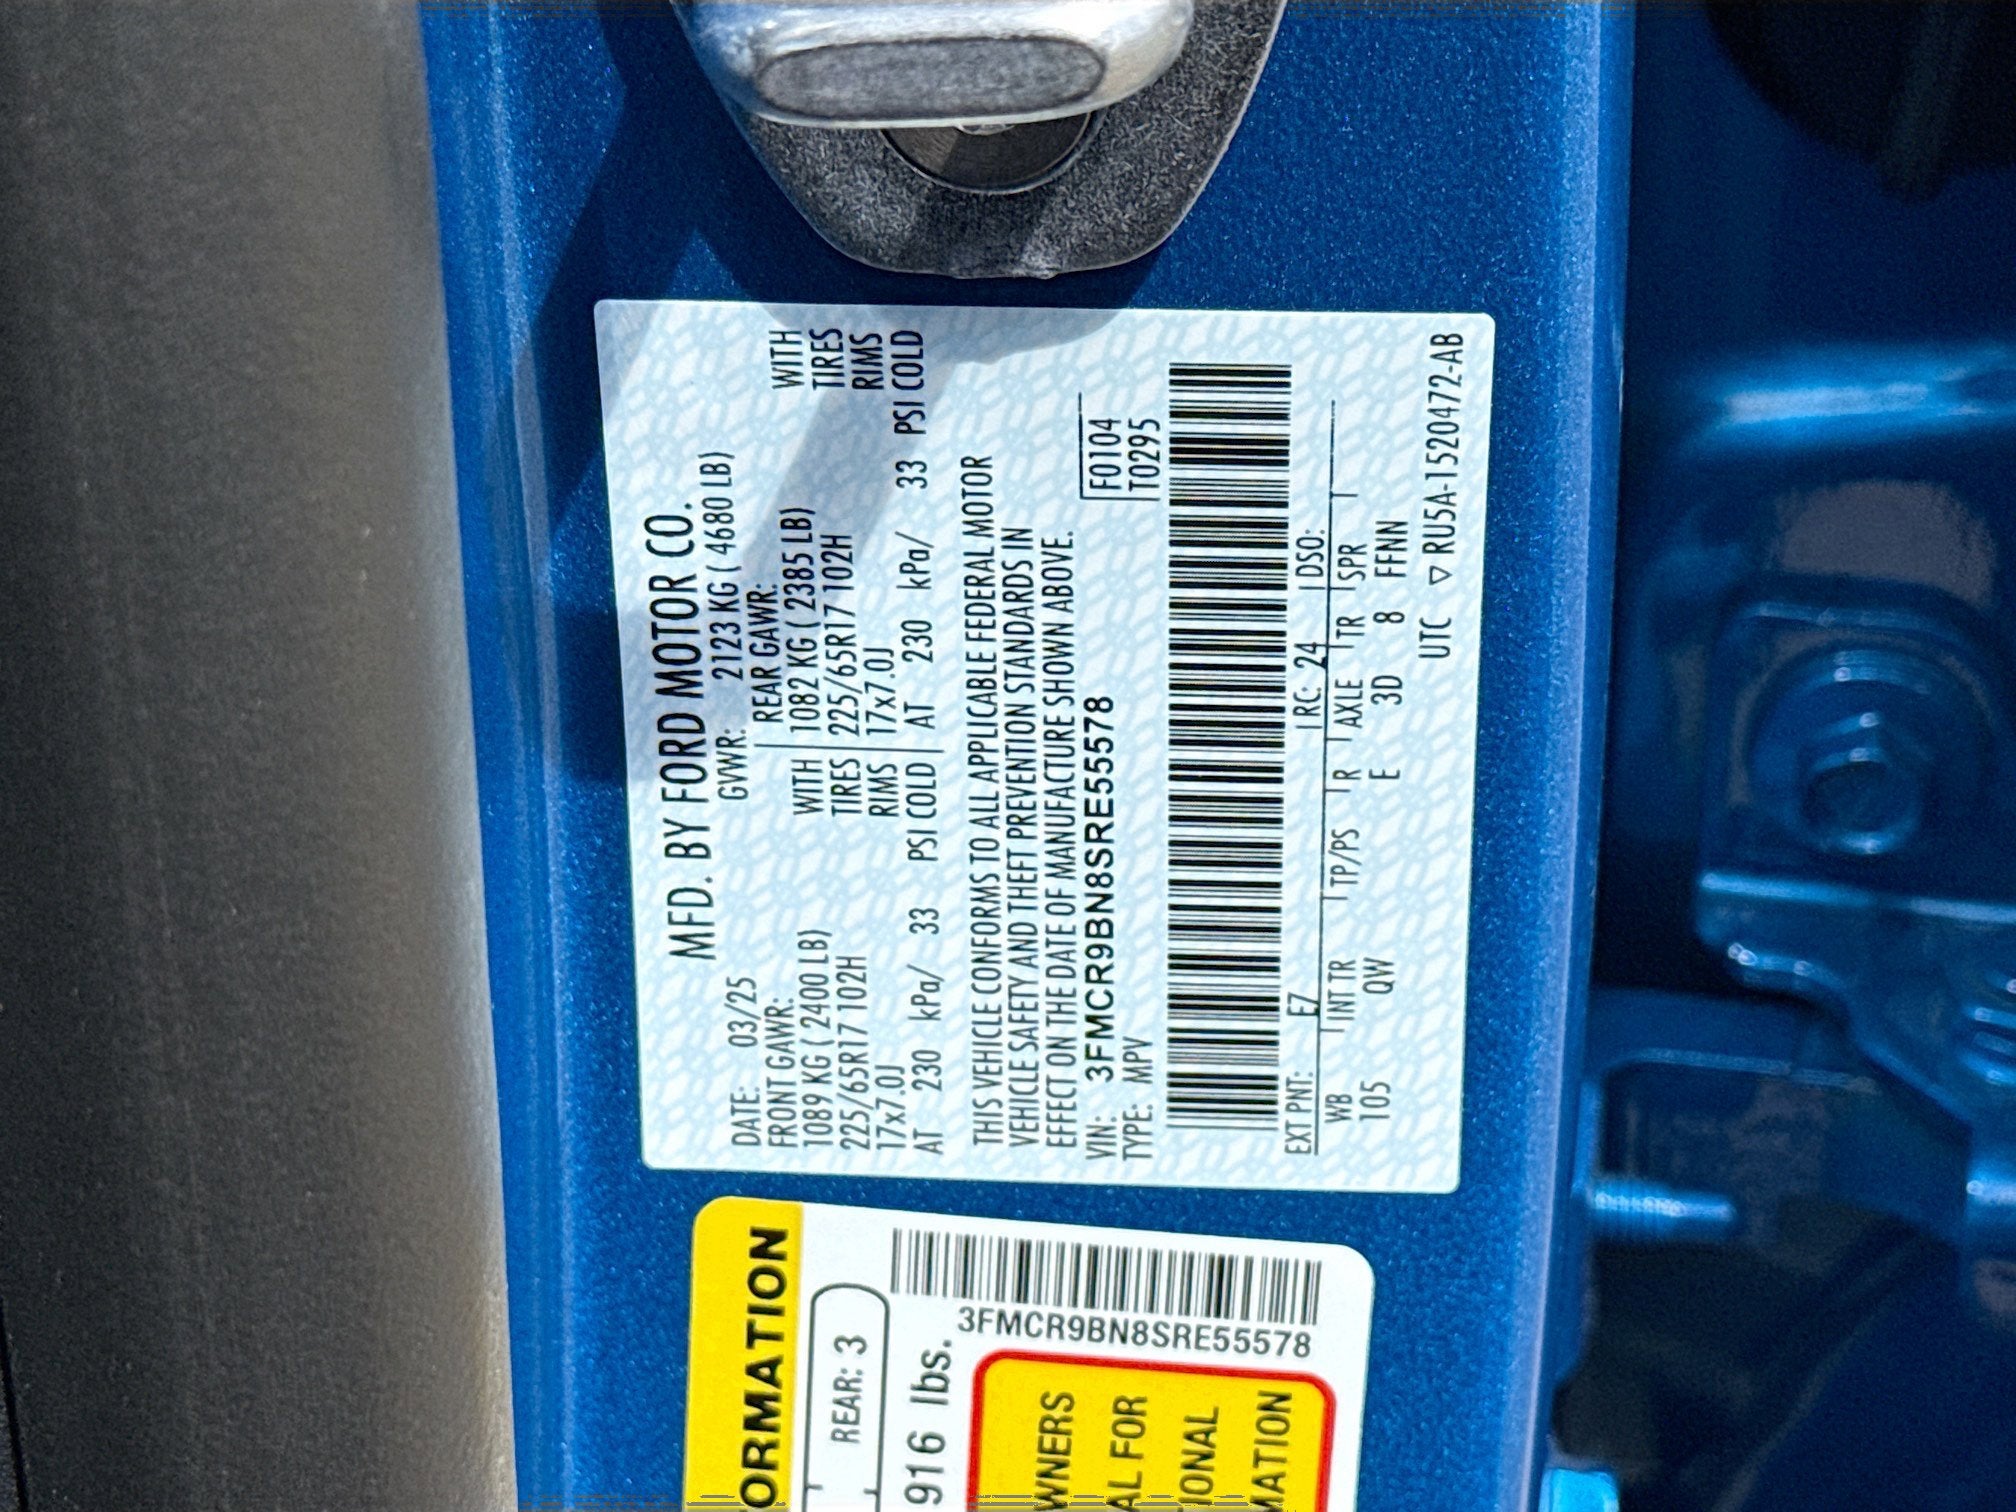 MFD. BY FORD MOTOR CO.
DATE: 03/25 GVWR: 2123 KG ( 4680 LB)
FRONT GAWR: REAR GAWR:
1089 KG ( 2400 LB) WITH 1082 KG ( 2385 LB) WITH
225/65R17 102H TIRES 225/65R17 102H TIRES
17x7.0J RIMS 17x7.0J RIMS
AT 230 kPa/ 33 PSI COLD AT 230 kPa/ 33 PSI COLD
THIS VEHICLE CONFORMS TO ALL APPLICABLE FEDERAL MOTOR
VEHICLE SAFETY AND THEFT PREVENTION STANDARDS IN
EFFECT ON THE DATE OF MANUFACTURE SHOWN ABOVE.
VIN: 3FMCR9BN8SRE55578 F0104
TYPE: MPV T0295
EXT PNT: E7 RC: 24 DSO:
WB INT TR TP/PS R AXLE TR SPR
105 QW E 3D 8 FFNN
UTC ▽ RU5A-1520472-AB
ORMATION
REAR: 3
916 lbs.
3FMCR9BN8SRE55578
WNERS
AL FOR
IONAL
MATION